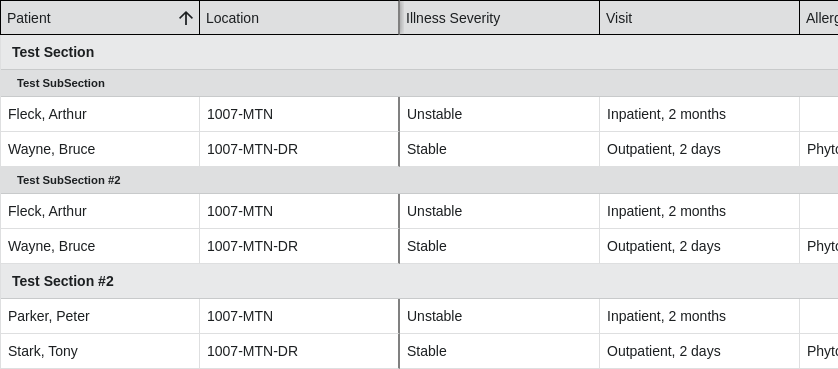 Patient Location Illness Severity Visit Allerg
Test Section
Test SubSection
Fleck, Arthur 1007-MTN Unstable Inpatient, 2 months
Wayne, Bruce 1007-MTN-DR Stable Outpatient, 2 days Phyto
Test SubSection #2
Fleck, Arthur 1007-MTN Unstable Inpatient, 2 months
Wayne, Bruce 1007-MTN-DR Stable Outpatient, 2 days Phyto
Test Section #2
Parker, Peter 1007-MTN Unstable Inpatient, 2 months
Stark, Tony 1007-MTN-DR Stable Outpatient, 2 days Phyto